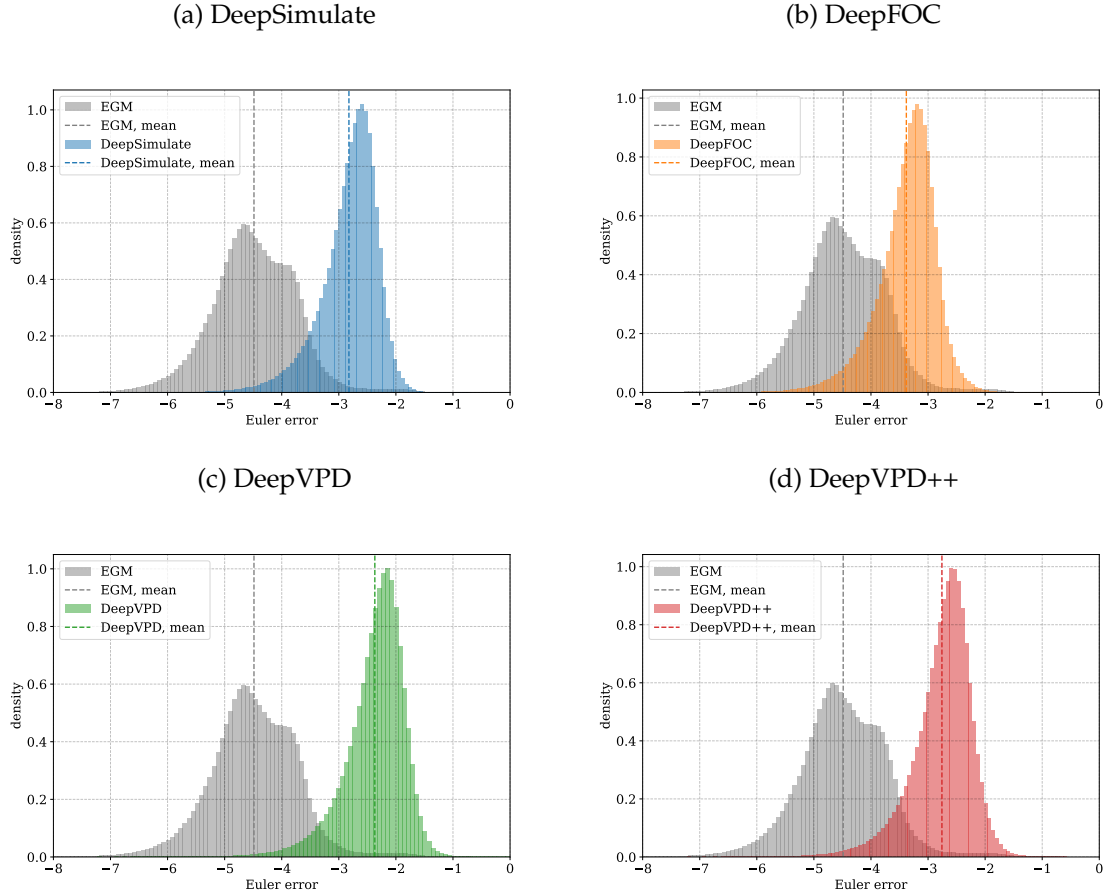 (a) DeepSimulate
EGM
EGM, mean
DeepSimulate
DeepSimulate, mean
density
1.0
0.8
0.6
0.4
0.2
0.0
−8 −7 −6 −5 −4 −3 −2 −1 0
Euler error
(b) DeepFOC
EGM
EGM, mean
DeepFOC
DeepFOC, mean
density
1.0
0.8
0.6
0.4
0.2
0.0
−8 −7 −6 −5 −4 −3 −2 −1 0
Euler error
(c) DeepVPD
EGM
EGM, mean
DeepVPD
DeepVPD, mean
density
1.0
0.8
0.6
0.4
0.2
0.0
−8 −7 −6 −5 −4 −3 −2 −1 0
Euler error
(d) DeepVPD++
EGM
EGM, mean
DeepVPD++
DeepVPD++, mean
density
1.0
0.8
0.6
0.4
0.2
0.0
−8 −7 −6 −5 −4 −3 −2 −1 0
Euler error